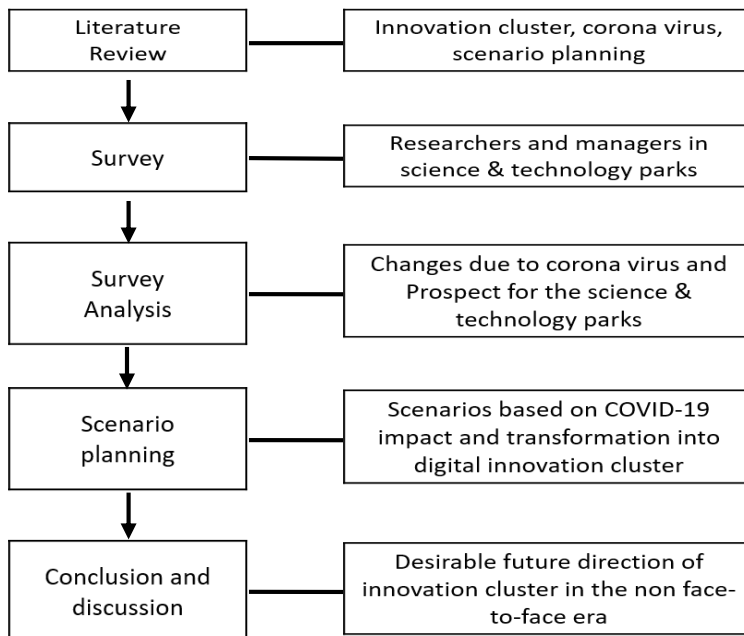 Literature
Review
Innovation cluster, corona virus,
scenario planning
Survey
Researchers and managers in
science & technology parks
Survey
Analysis
Changes due to corona virus and
Prospect for the science &
technology parks
Scenario
planning
Scenarios based on COVID-19
impact and transformation into
digital innovation cluster
Conclusion and
discussion
Desirable future direction of
innovation cluster in the non face-
to-face era